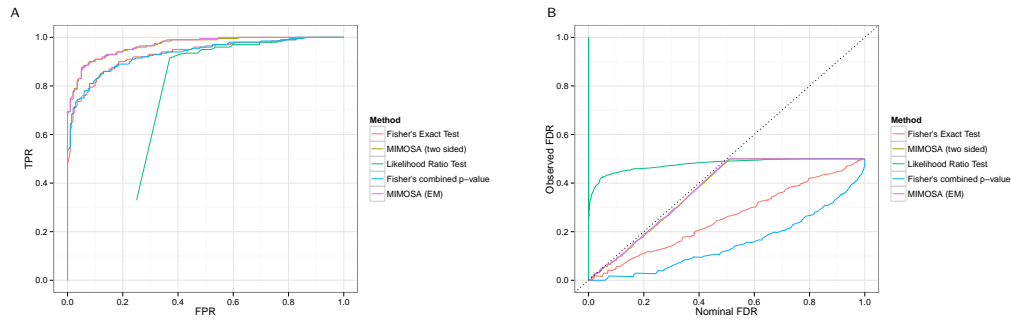 A
1.0
0.8
0.6
0.4
0.2
0.0
TPR
0.0 0.2 0.4 0.6 0.8 1.0
FPR
Method
Fisher's Exact Test
MIMOSA (two sided)
Likelihood Ratio Test
Fisher's combined p−value
MIMOSA (EM)
B
1.0
0.8
0.6
0.4
0.2
0.0
Observed FDR
0.0 0.2 0.4 0.6 0.8 1.0
Nominal FDR
Method
Fisher's Exact Test
MIMOSA (two sided)
Likelihood Ratio Test
Fisher's combined p−value
MIMOSA (EM)